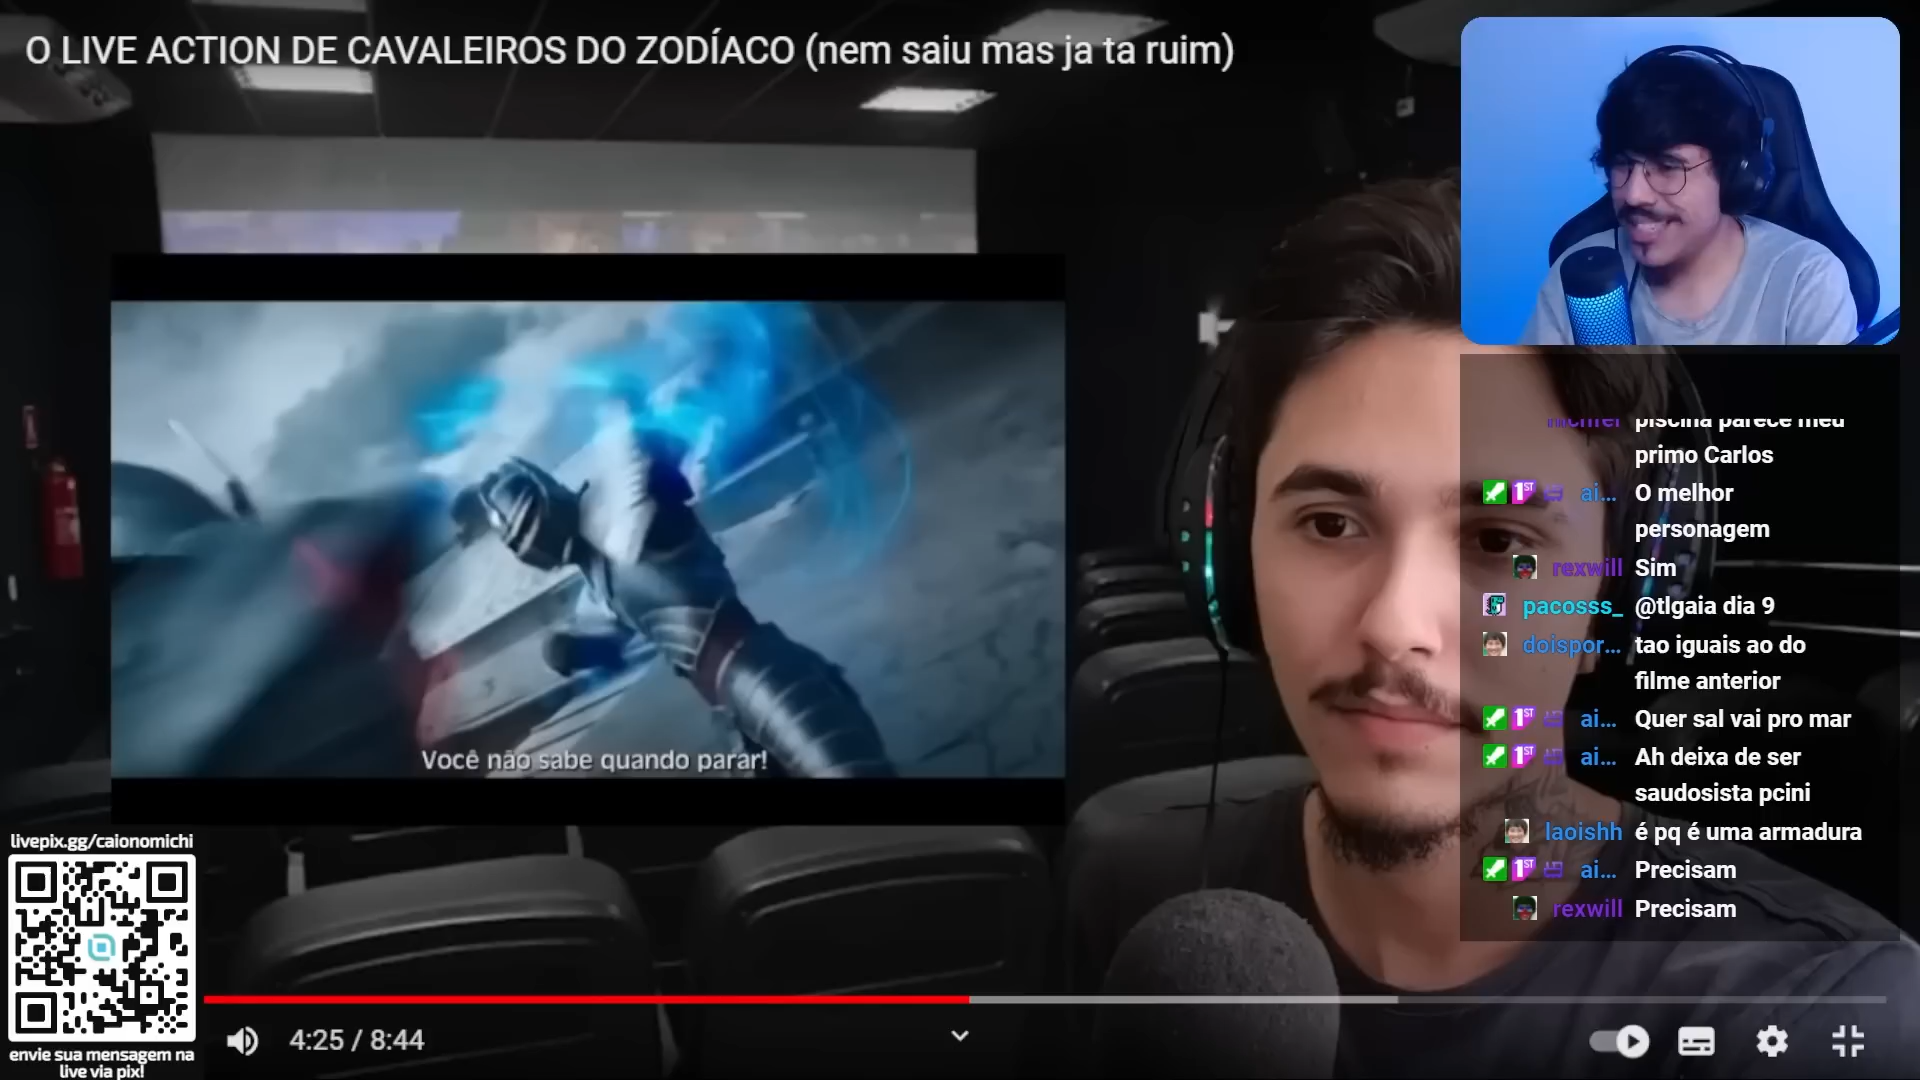 O LIVE ACTION DE CAVALEIROS DO ZODÍACO (nem saiu mas ja ta ruim)
Você não sabe quando parar!
piscina parece meu
primo Carlos
ai... O melhor
personagem
rexwill Sim
pacosss_ @tlgaia dia 9
doispor... tao iguais ao do
filme anterior
ai... Quer sal vai pro mar
ai... Ah deixa de ser
saudosista pcini
laoishh é pq é uma armadura
ai... Precisam
rexwill Precisam
livepix.gg/caionomichi
envie sua mensagem na
live via pix!
4:25 / 8:44